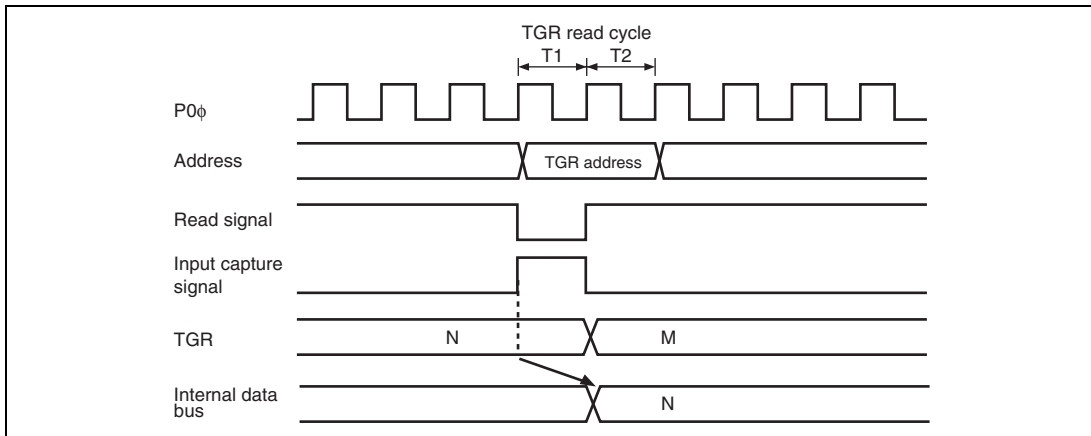 TGR read cycle
T1 T2
P0ϕ
Address
TGR address
Read signal
Input capture
signal
TGR
N M
Internal data
bus
N